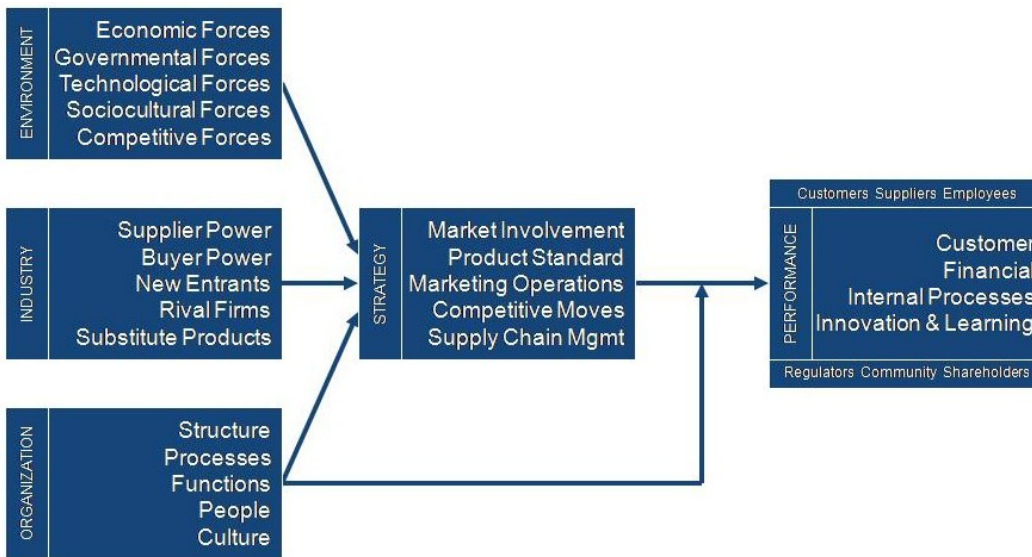 ENVIRONMENT
Economic Forces
Governmental Forces
Technological Forces
Sociocultural Forces
Competitive Forces
INDUSTRY
Supplier Power
Buyer Power
New Entrants
Rival Firms
Substitute Products
ORGANIZATION
Structure
Processes
Functions
People
Culture
STRATEGY
Market Involvement
Product Standard
Marketing Operations
Competitive Moves
Supply Chain Mgmt
Customers Suppliers Employees
PERFORMANCE
Customer
Financial
Internal Processes
Innovation & Learning
Regulators Community Shareholders